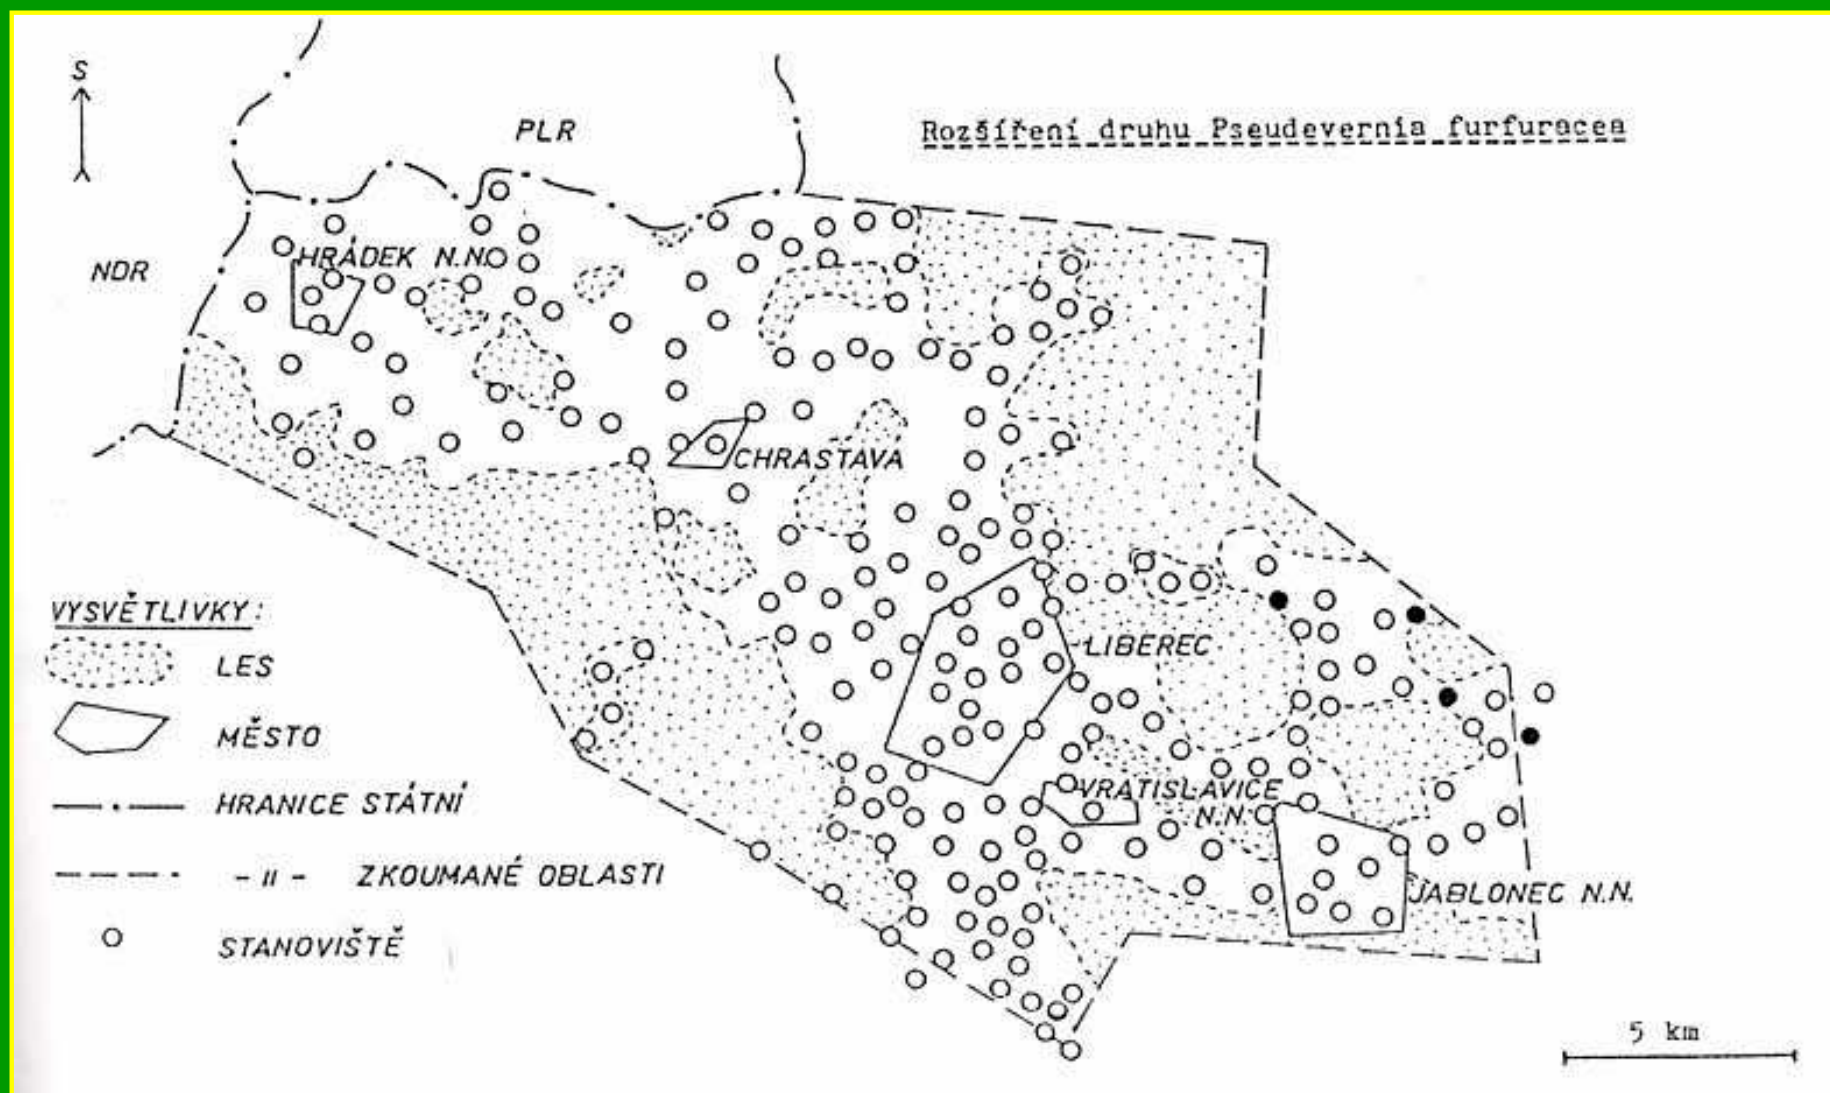 S
PLR
Rozšíření druhu Pseudevernia furfuracea
NDR
HRÁDEK N.N.
CHRASTAVA
VYSVĚTLIVKY:
LES
MĚSTO
HRANICE STÁTNÍ
-II- ZKOUMANÉ OBLASTI
STANOVIŠTĚ
LIBEREC
VRATISLAVICE
N.N.
JABLONEC N.N.
5 km